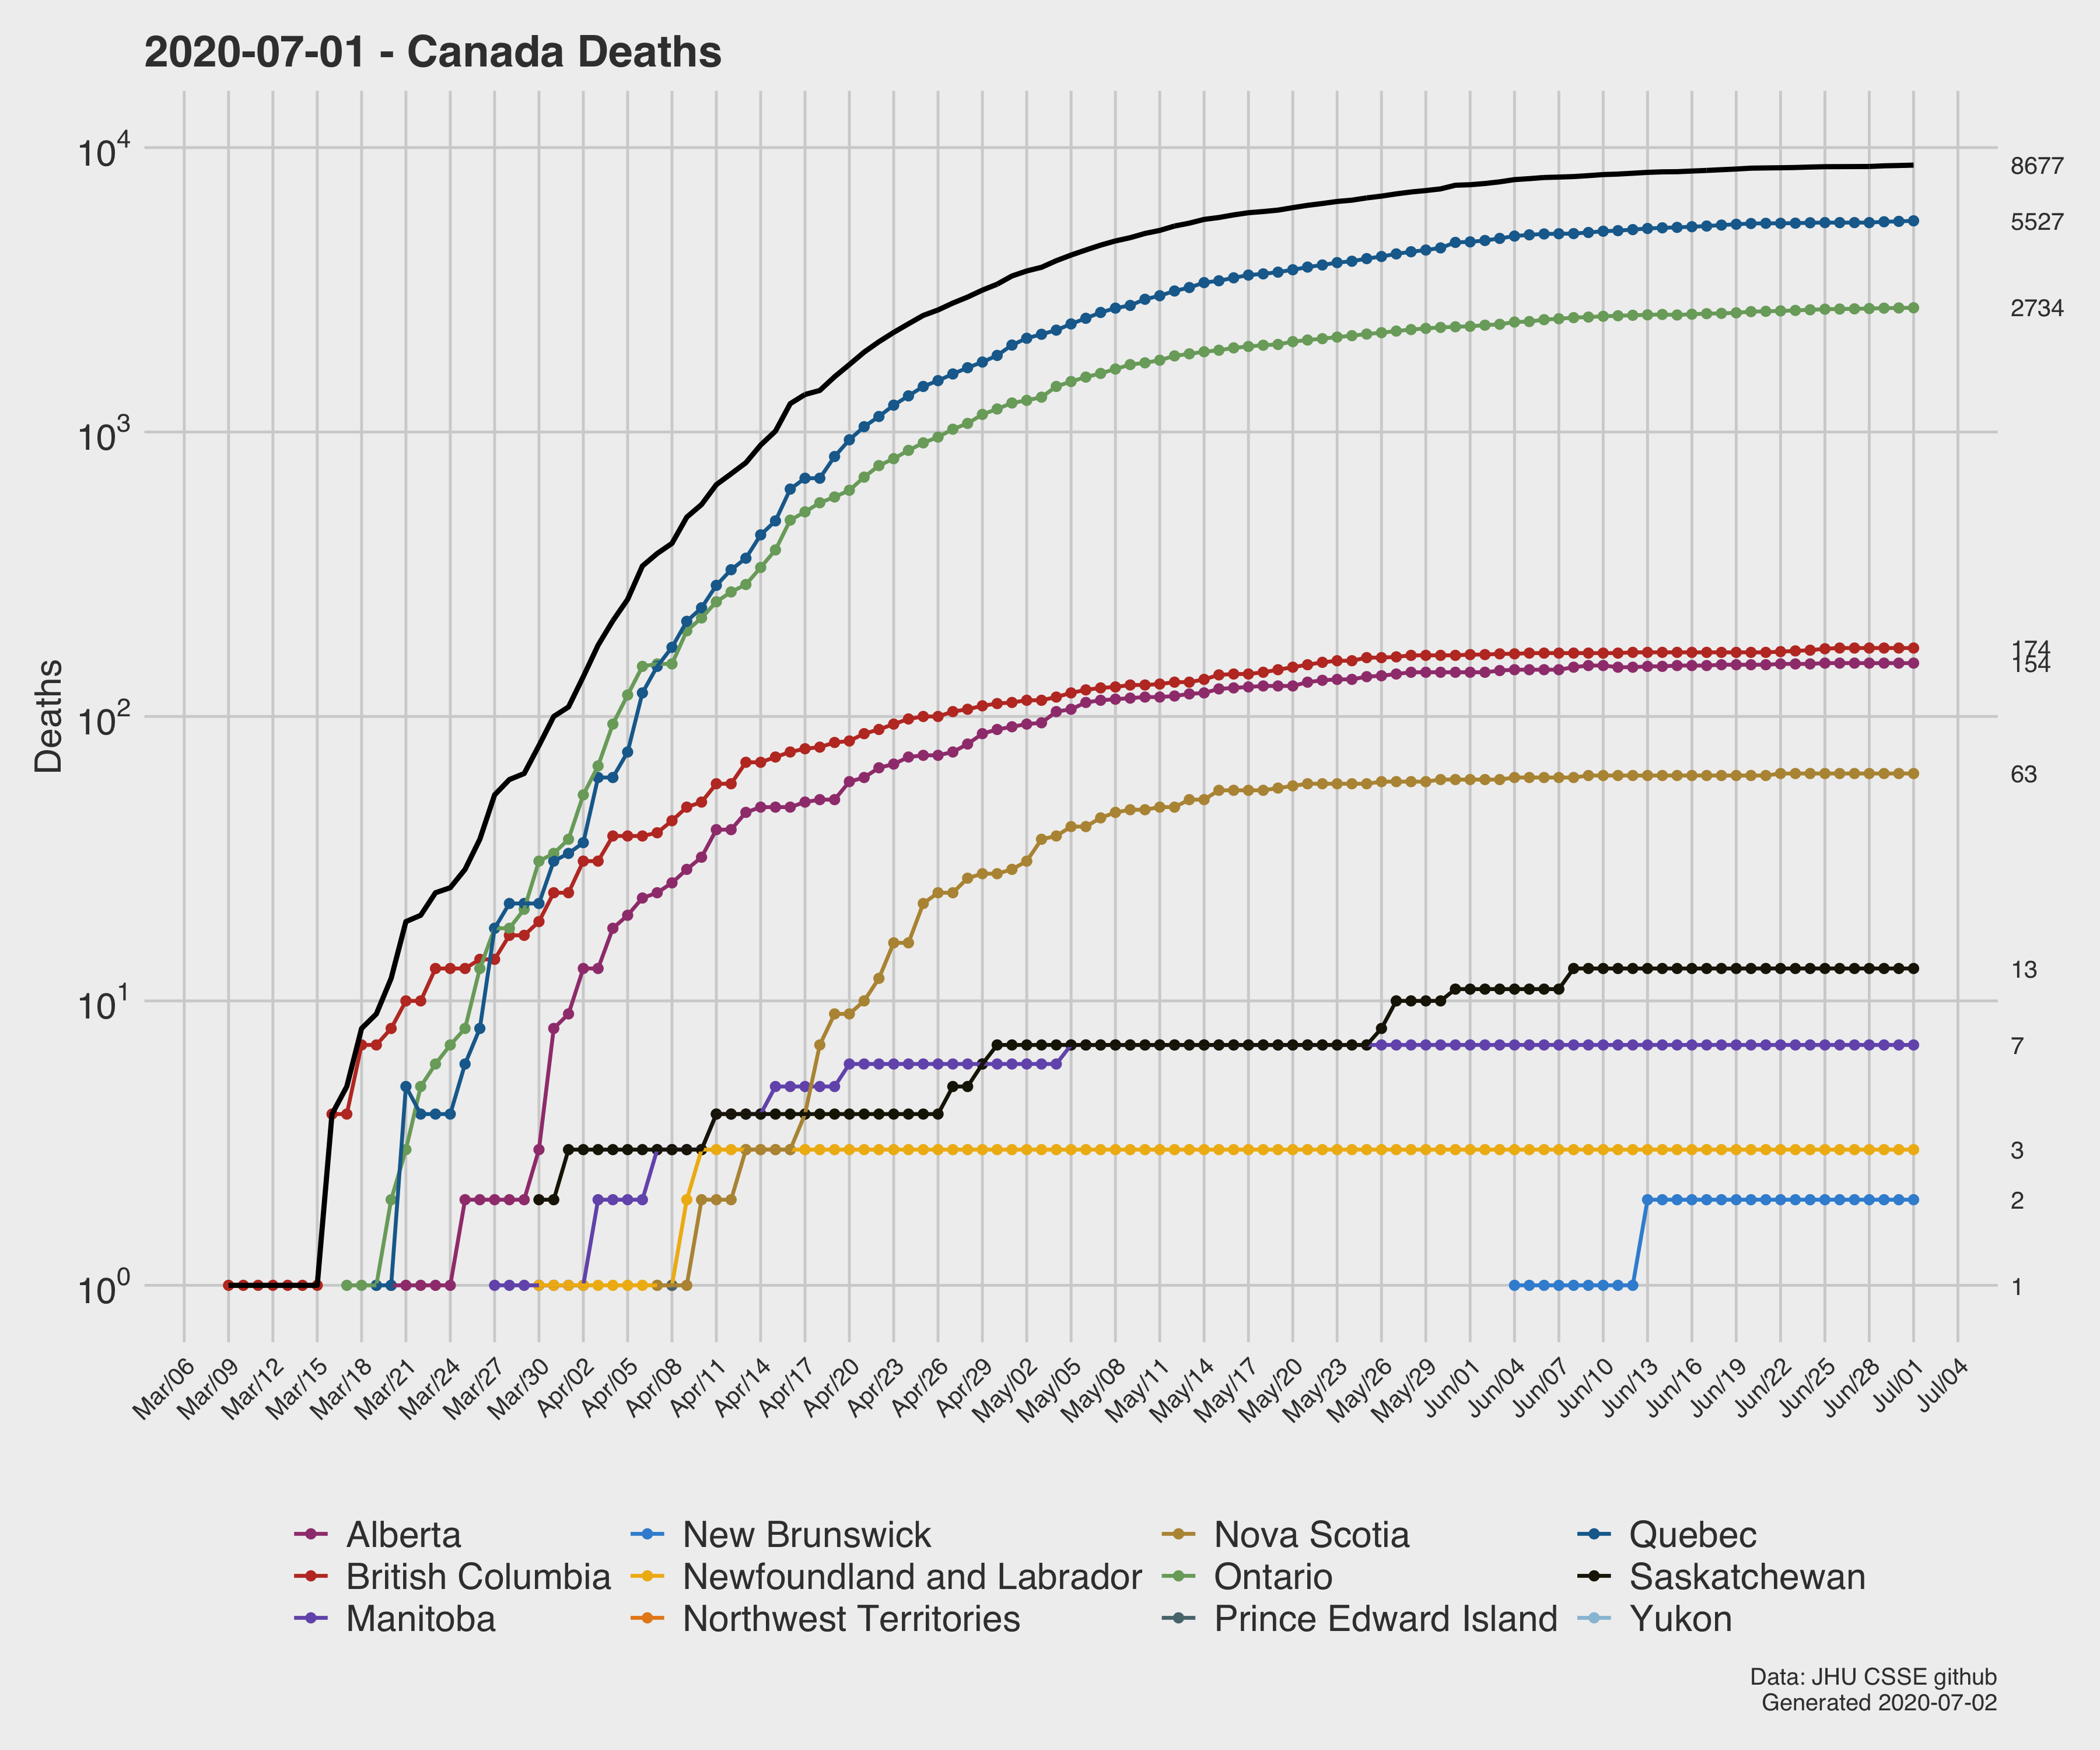 2020-07-01 - Canada Deaths
10^4
10^3
10^2
10^1
10^0
Deaths
8677
5527
2734
174
154
63
13
7
3
2
1
Mar/06
Mar/09
Mar/12
Mar/15
Mar/18
Mar/21
Mar/24
Mar/27
Mar/30
Apr/02
Apr/05
Apr/08
Apr/11
Apr/14
Apr/17
Apr/20
Apr/23
Apr/26
Apr/29
May/02
May/05
May/08
May/11
May/14
May/17
May/20
May/23
May/26
May/29
Jun/01
Jun/04
Jun/07
Jun/10
Jun/13
Jun/16
Jun/19
Jun/22
Jun/25
Jun/28
Jul/01
Jul/04
Alberta
British Columbia
Manitoba
New Brunswick
Newfoundland and Labrador
Northwest Territories
Nova Scotia
Ontario
Prince Edward Island
Quebec
Saskatchewan
Yukon
Data: JHU CSSE github
Generated 2020-07-02